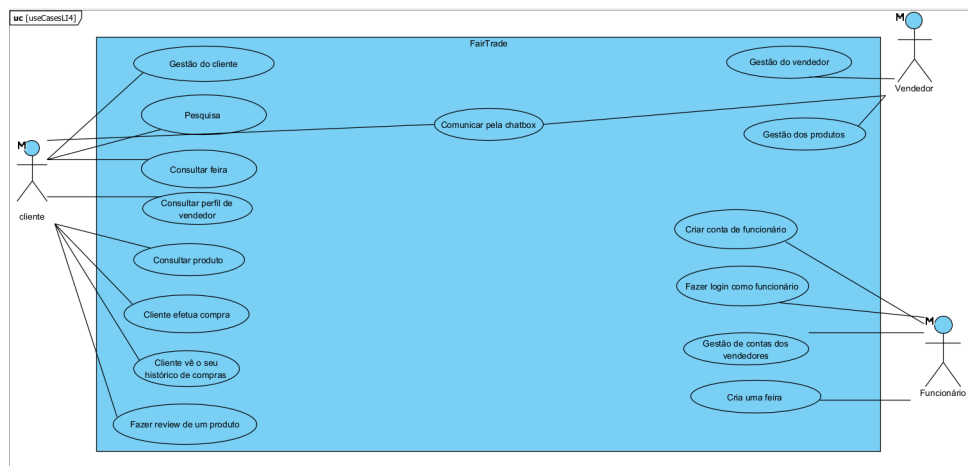 uc [useCasesLI4]
FairTrade
M
Vendedor
Gestão do cliente
Gestão do vendedor
Pesquisa
Comunicar pela chatbox
Gestão dos produtos
M
cliente
Consultar feira
Consultar perfil de
vendedor
Criar conta de funcionário
Consultar produto
Fazer login como funcionário
Cliente efetua compra
M
Funcionário
Gestão de contas dos
vendedores
Cliente vê o seu
histórico de compras
Cria uma feira
Fazer review de um produto